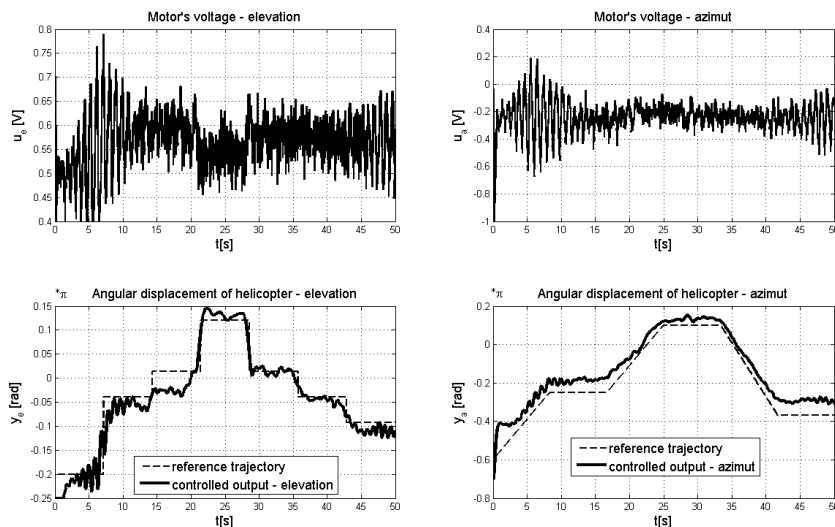 Motor's voltage - elevation
0.8
0.75
0.7
0.65
0.6
0.55
0.5
0.45
0.4
u_e [V]
0 5 10 15 20 25 30 35 40 45 50
t[s]
Motor's voltage - azimut
0.4
0.2
0
-0.2
-0.4
-0.6
-0.8
-1
u_a [V]
0 5 10 15 20 25 30 35 40 45 50
t[s]
*π Angular displacement of helicopter - elevation
0.15
0.1
0.05
0
-0.05
-0.1
-0.15
-0.2
-0.25
y_e [rad]
reference trajectory
controlled output - elevation
0 5 10 15 20 25 30 35 40 45 50
t[s]
*π Angular displacement of helicopter - azimut
0.2
0
-0.2
-0.4
-0.6
-0.8
y_a [rad]
reference trajectory
controlled output - azimut
0 5 10 15 20 25 30 35 40 45 50
t[s]